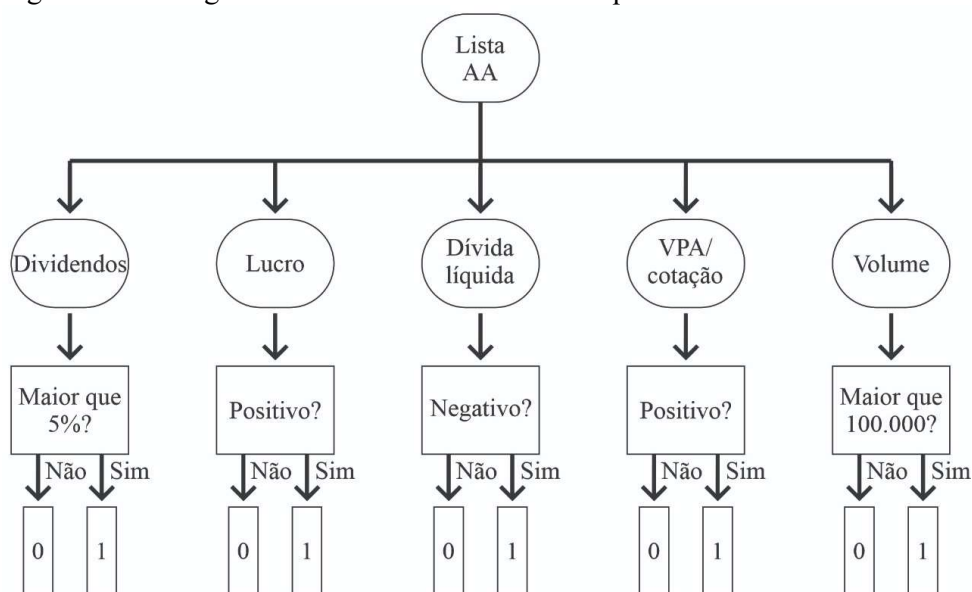 Lista
AA
Dividendos
Lucro
Dívida
líquida
VPA/
cotação
Volume
Maior que
5%?
Positivo?
Negativo?
Positivo?
Maior que
100.000?
Não Sim
Não Sim
Não Sim
Não Sim
Não Sim
0 1
0 1
0 1
0 1
0 1